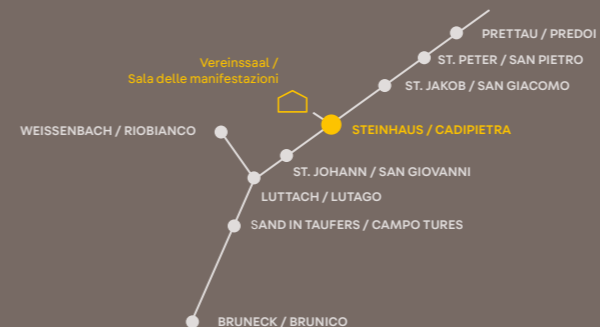 PRETTAU / PREDOI
ST. PETER / SAN PIETRO
Vereinssaal /
Sala delle manifestazioni
ST. JAKOB / SAN GIACOMO
STEINHAUS / CADIPIETRA
WEISSENBACH / RIOBIANCO
ST. JOHANN / SAN GIOVANNI
LUTTACH / LUTAGO
SAND IN TAUFERS / CAMPO TURES
BRUNECK / BRUNICO